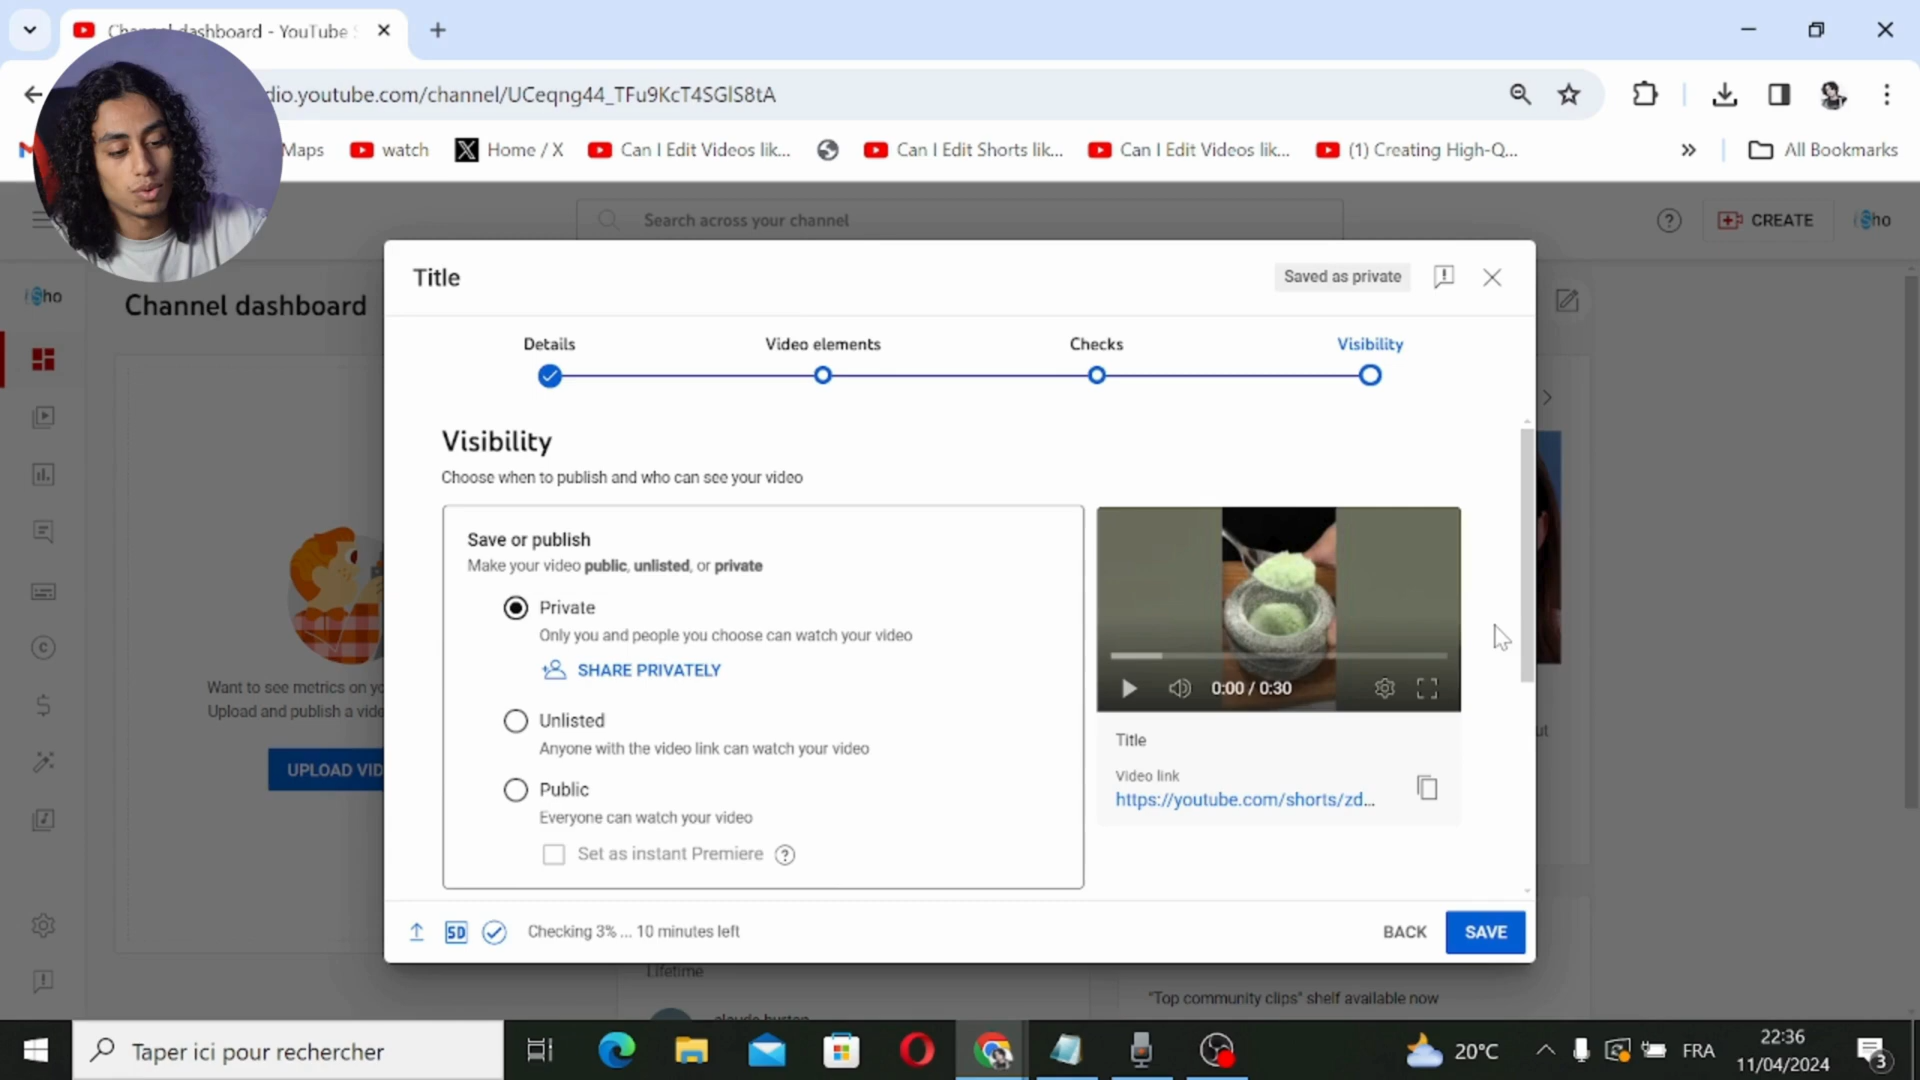 Channel dashboard - YouTube S
dio.youtube.com/channel/UCeqng44_TFu9KcT4SGlS8tA
Maps
watch
Home / X
Can I Edit Videos lik...
Can I Edit Shorts lik...
Can I Edit Videos lik...
(1) Creating High-Q...
All Bookmarks
Search across your channel
CREATE
Sho
Sho
Channel dashboard
Title
Saved as private
Details
Video elements
Checks
Visibility
Visibility
Choose when to publish and who can see your video
Save or publish
Make your video public, unlisted, or private
Private
Only you and people you choose can watch your video
SHARE PRIVATELY
Unlisted
Anyone with the video link can watch your video
Public
Everyone can watch your video
Set as instant Premiere
0:00 / 0:30
Title
Video link
https://youtube.com/shorts/zd...
Want to see metrics on yo
Upload and publish a vide
UPLOAD VID
ut
SD
Checking 3% ... 10 minutes left
BACK
SAVE
Lifetime
"Top community clips" shelf available now
Taper ici pour rechercher
20°C
FRA
22:36
11/04/2024
3